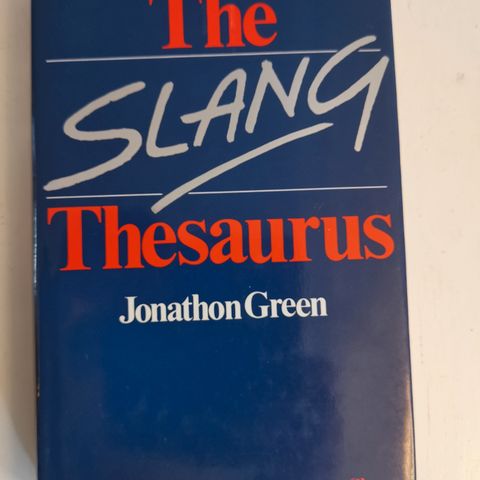 The
SLANG
Thesaurus
Jonathon Green